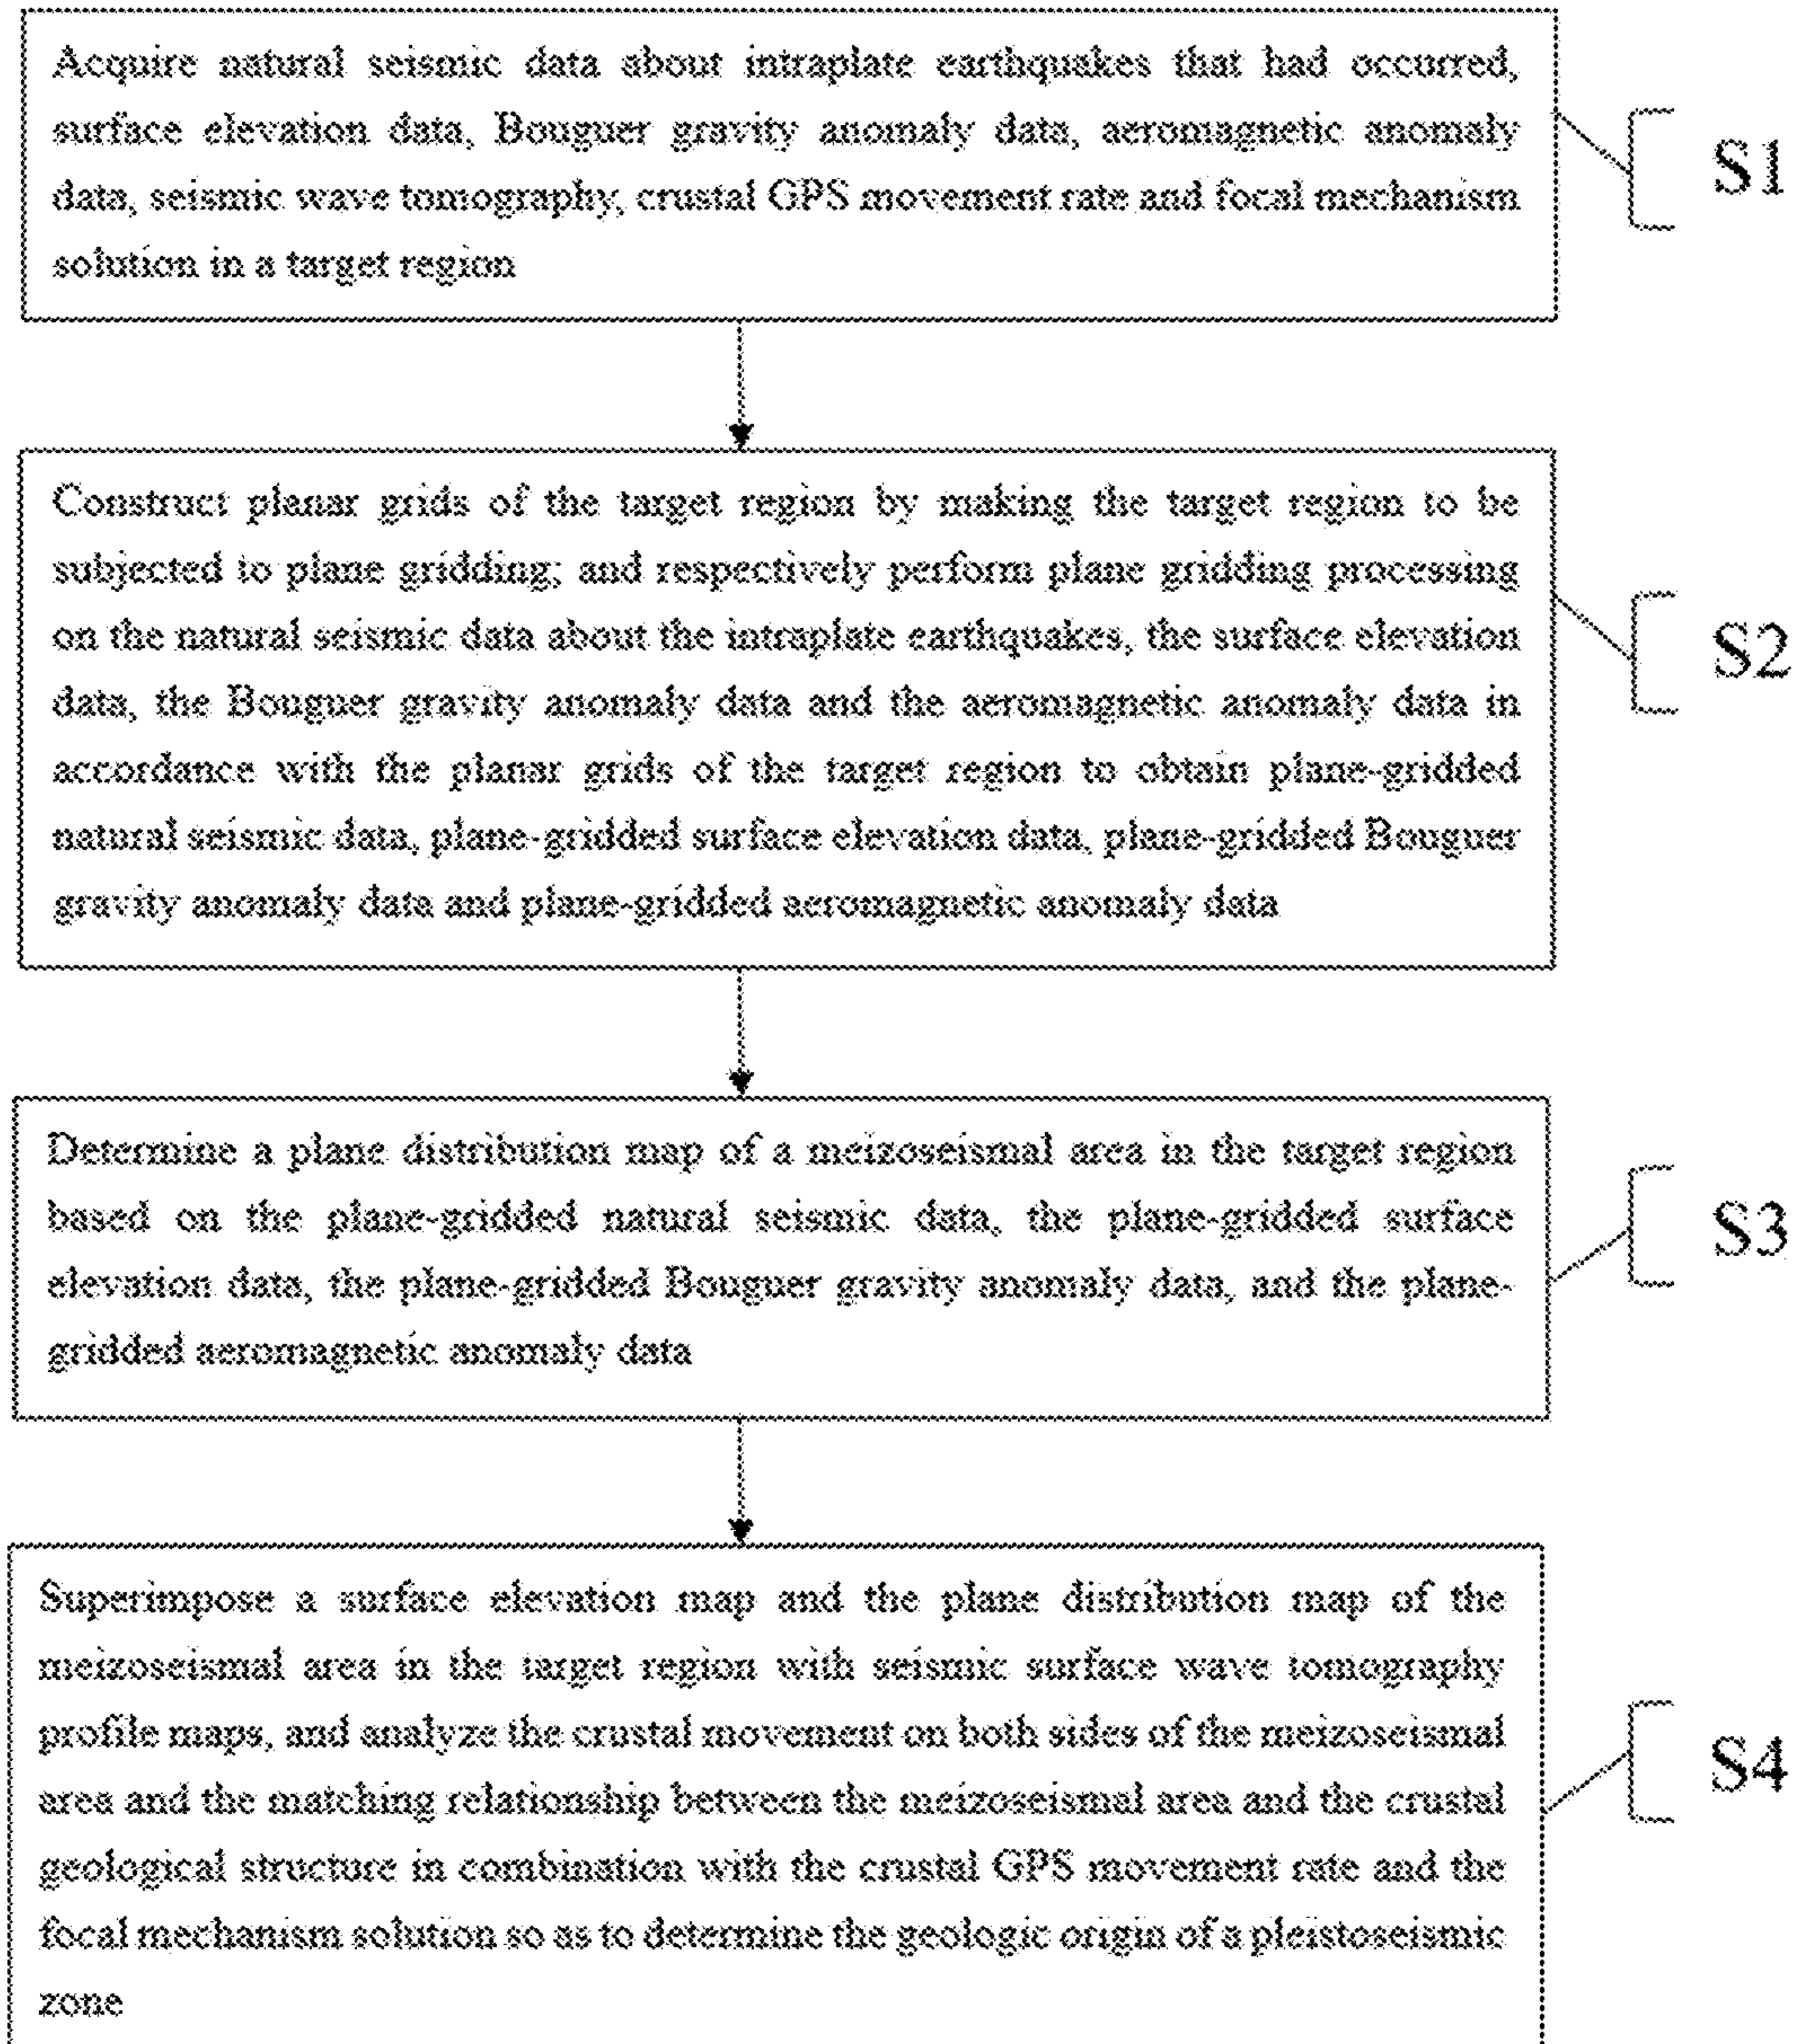 Acquire natural seismic data about intraplate earthquakes that had occurred,
surface elevation data, Bouguer gravity anomaly data, aeromagnetic anomaly
data, seismic wave tomography, crustal GPS movement rate and focal mechanism
solution in a target region
S1
Construct planar grids of the target region by making the target region to be
subjected to plane gridding; and respectively perform plane gridding processing
on the natural seismic data about the intraplate earthquakes, the surface elevation
data, the Bouguer gravity anomaly data and the aeromagnetic anomaly data in
accordance with the planar grids of the target region to obtain plane-gridded
natural seismic data, plane-gridded surface elevation data, plane-gridded Bouguer
gravity anomaly data and plane-gridded aeromagnetic anomaly data
S2
Determine a plane distribution map of a meizoseismal area in the target region
based on the plane-gridded natural seismic data, the plane-gridded surface
elevation data, the plane-gridded Bouguer gravity anomaly data, and the plane-
gridded aeromagnetic anomaly data
S3
Superimpose a surface elevation map and the plane distribution map of the
meizoseismal area in the target region with seismic surface wave tomography
profile maps, and analyze the crustal movement on both sides of the meizoseismal
area and the matching relationship between the meizoseismal area and the crustal
geological structure in combination with the crustal GPS movement rate and the
focal mechanism solution so as to determine the geologic origin of a pleistoseismic
zone
S4